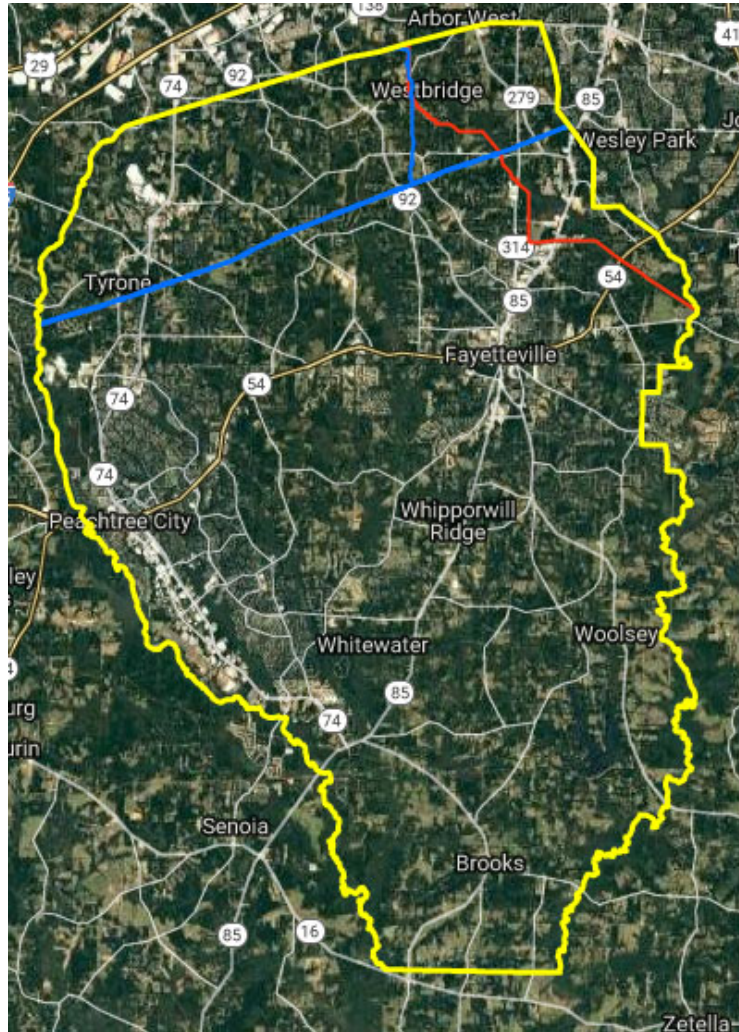 138
Arbor West
41
29
74
92
Westbridge
279
85
Wesley Park
Jo
92
314
54
Tyrone
85
Fayetteville
74
54
74
Peachtree City
Whipporwill
Ridge
ley
Whitewater
Woolsey
4
urg
85
74
urin
Senoia
Brooks
85
16
Zetella